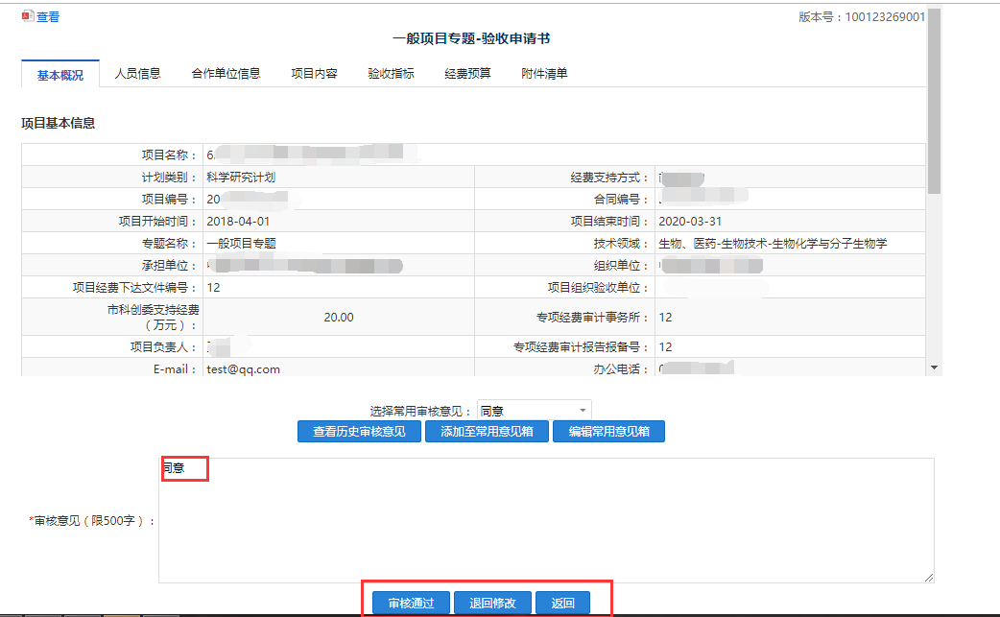 查看
版本号：100123269001
一般项目专题-验收申请书
基本概况 人员信息 合作单位信息 项目内容 验收指标 经费预算 附件清单
项目基本信息
项目名称： 6
计划类别： 科学研究计划 经费支持方式：
项目编号： 20 合同编号：
项目开始时间： 2018-04-01 项目结束时间： 2020-03-31
专题名称： 一般项目专题 技术领域： 生物、医药-生物技术-生物化学与分子生物学
承担单位： 组织单位：
项目经费下达文件编号： 12 项目组织验收单位：
市科创委支持经费
（万元）： 20.00 专项经费审计事务所： 12
项目负责人： 专项经费审计报告报备号： 12
E-mail： test@qq.com 办公电话：
选择常用审核意见： 同意
查看历史审核意见 添加至常用意见箱 编辑常用意见箱
同意
*审核意见（限500字）：
审核通过 退回修改 返回